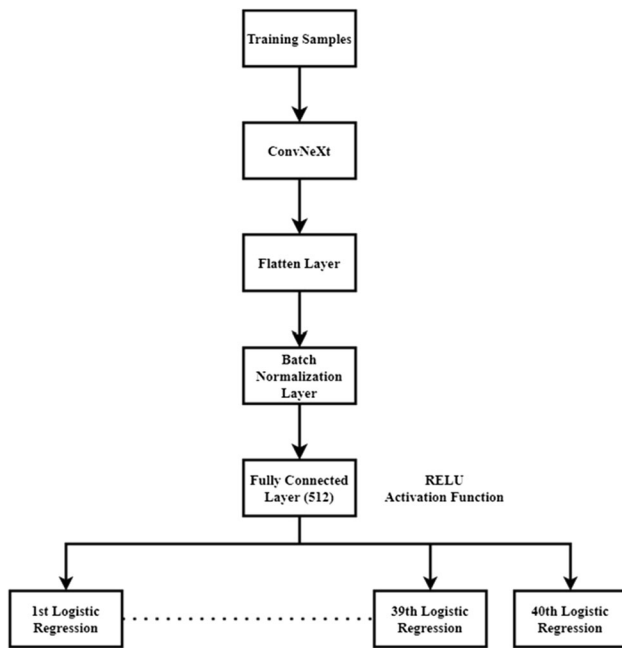 Training Samples
ConvNeXt
Flatten Layer
Batch
Normalization
Layer
Fully Connected
Layer (512)
RELU
Activation Function
1st Logistic
Regression
39th Logistic
Regression
40th Logistic
Regression